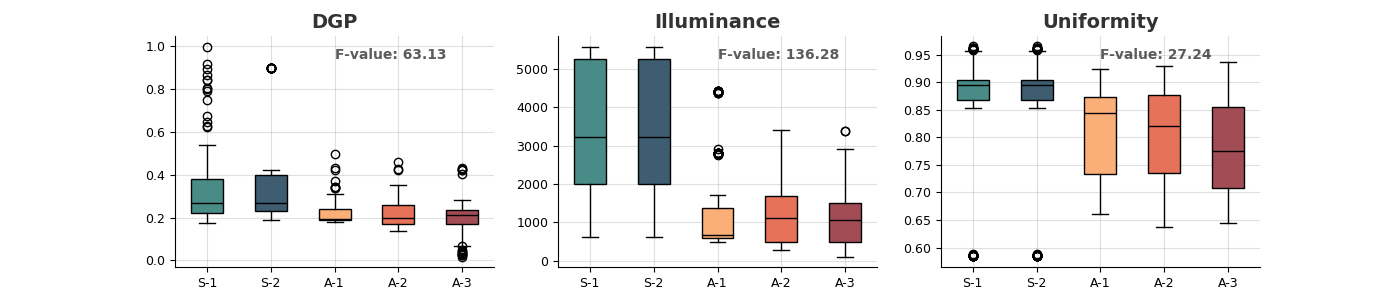 DGP
F-value: 63.13
1.0
0.8
0.6
0.4
0.2
0.0
S-1 S-2 A-1 A-2 A-3
Illuminance
F-value: 136.28
5000
4000
3000
2000
1000
0
S-1 S-2 A-1 A-2 A-3
Uniformity
F-value: 27.24
0.95
0.90
0.85
0.80
0.75
0.70
0.65
0.60
S-1 S-2 A-1 A-2 A-3